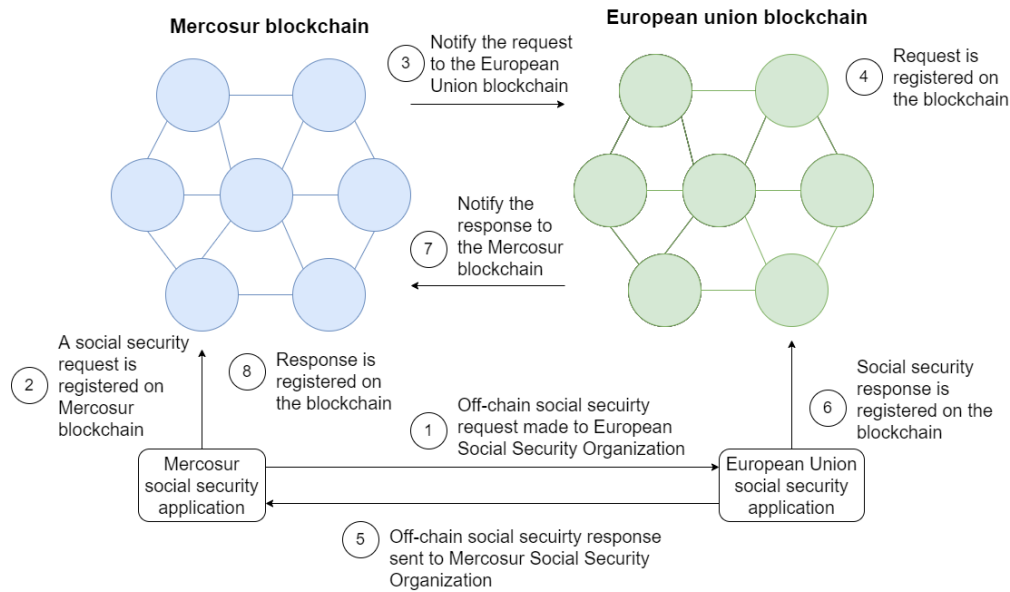 Mercosur blockchain
European union blockchain
3
Notify the request
to the European
Union blockchain
4
Request is
registered on
the blockchain
7
Notify the
response to
the Mercosur
blockchain
2
A social security
request is
registered on
Mercosur
blockchain
8
Response is
registered on
the blockchain
1
Off-chain social secuirty
request made to European
Social Security Organization
6
Social security
response is
registered on the
blockchain
Mercosur
social security
application
European Union
social security
application
5
Off-chain social secuirty response
sent to Mercosur Social Security
Organization